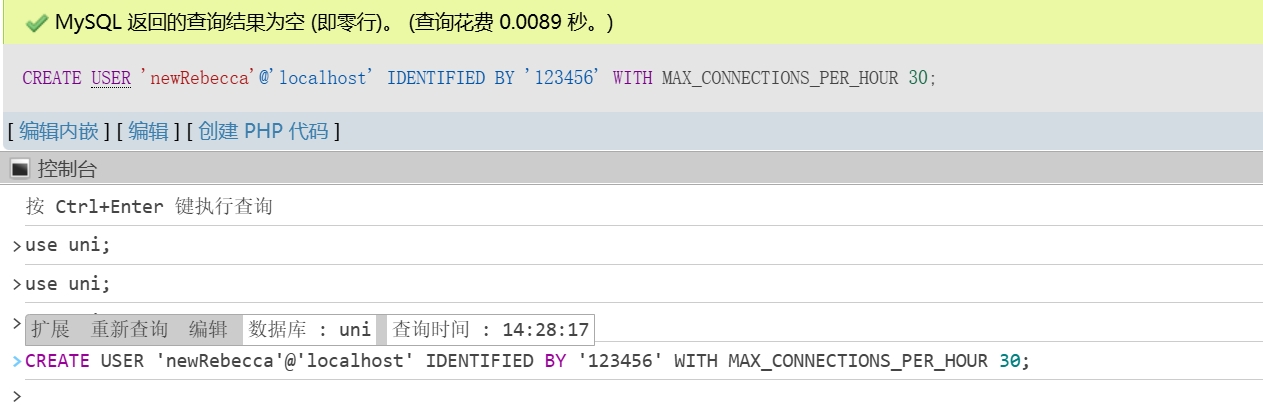 MySQL 返回的查询结果为空 (即零行)。 (查询花费 0.0089 秒。)
CREATE USER 'newRebecca'@'localhost' IDENTIFIED BY '123456' WITH MAX_CONNECTIONS_PER_HOUR 30;
[ 编辑内嵌 ] [ 编辑 ] [ 创建 PHP 代码 ]
控制台
按 Ctrl+Enter 键执行查询
>use uni;
>use uni;
>
扩展 重新查询 编辑 数据库 : uni 查询时间 : 14:28:17
>CREATE USER 'newRebecca'@'localhost' IDENTIFIED BY '123456' WITH MAX_CONNECTIONS_PER_HOUR 30;
>